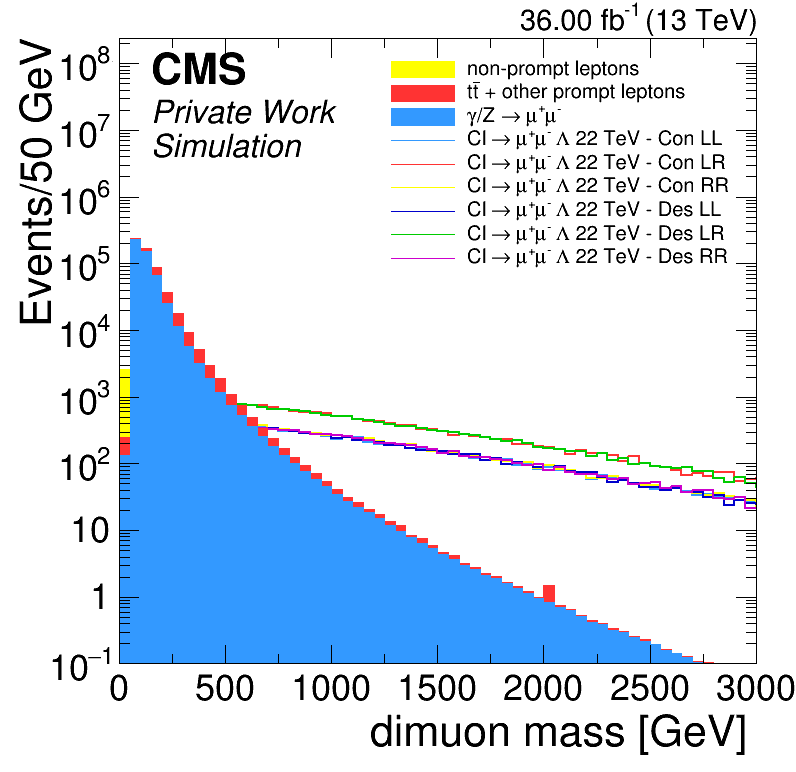 36.00 fb⁻¹ (13 TeV)
CMS
Private Work
Simulation
non-prompt leptons
tt̄ + other prompt leptons
γ/Z → μ⁺μ⁻
CI → μ⁺μ⁻ Λ 22 TeV - Con LL
CI → μ⁺μ⁻ Λ 22 TeV - Con LR
CI → μ⁺μ⁻ Λ 22 TeV - Con RR
CI → μ⁺μ⁻ Λ 22 TeV - Des LL
CI → μ⁺μ⁻ Λ 22 TeV - Des LR
CI → μ⁺μ⁻ Λ 22 TeV - Des RR
Events/50 GeV
10⁸
10⁷
10⁶
10⁵
10⁴
10³
10²
10
1
10⁻¹
0 500 1000 1500 2000 2500 3000
dimuon mass [GeV]